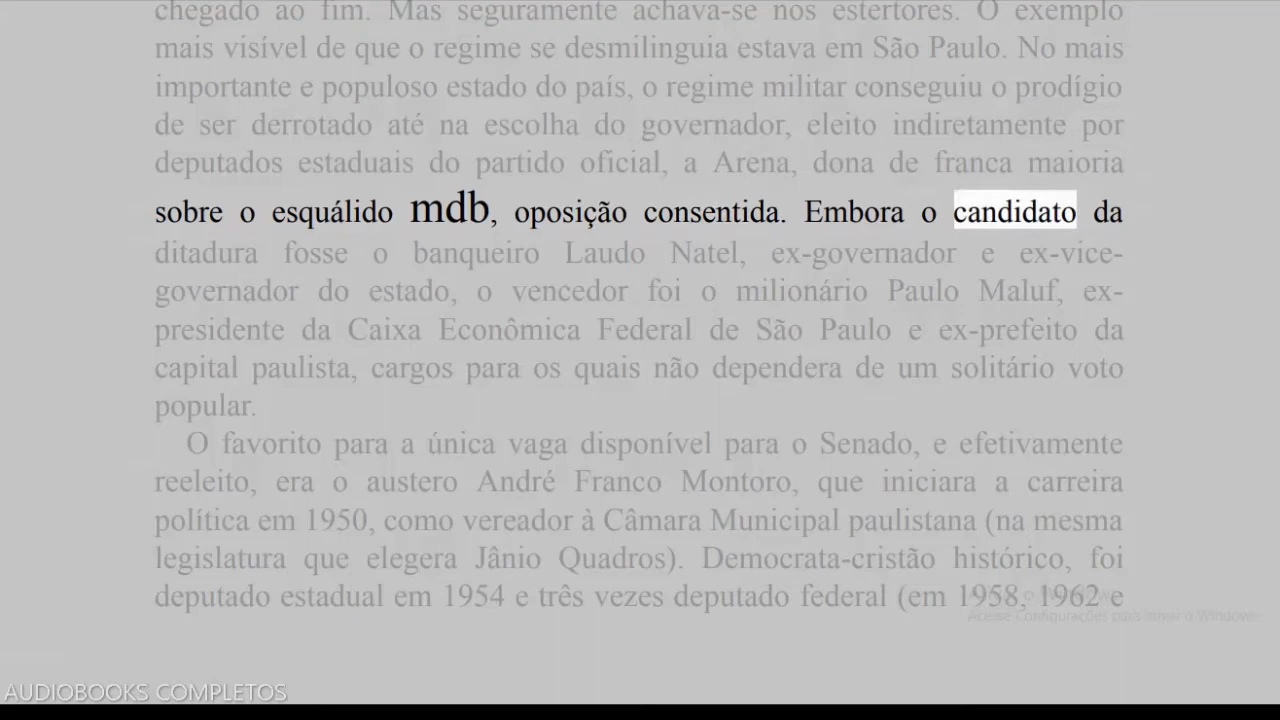 chegado ao fim. Mas seguramente achava-se nos estertores. O exemplo
mais visível de que o regime se desmilinguia estava em São Paulo. No mais
importante e populoso estado do país, o regime militar conseguiu o prodígio
de ser derrotado até na escolha do governador, eleito indiretamente por
deputados estaduais do partido oficial, a Arena, dona de franca maioria
sobre o esquálido mdb, oposição consentida. Embora o candidato da
ditadura fosse o banqueiro Laudo Natel, ex-governador e ex-vice-
governador do estado, o vencedor foi o milionário Paulo Maluf, ex-
presidente da Caixa Econômica Federal de São Paulo e ex-prefeito da
capital paulista, cargos para os quais não dependera de um solitário voto
popular.
O favorito para a única vaga disponível para o Senado, e efetivamente
reeleito, era o austero André Franco Montoro, que iniciara a carreira
política em 1950, como vereador à Câmara Municipal paulistana (na mesma
legislatura que elegera Jânio Quadros). Democrata-cristão histórico, foi
deputado estadual em 1954 e três vezes deputado federal (em 1958, 1962 e
Acesse Configurações para ativar o Windows.
AUDIOBOOKS COMPLETOS